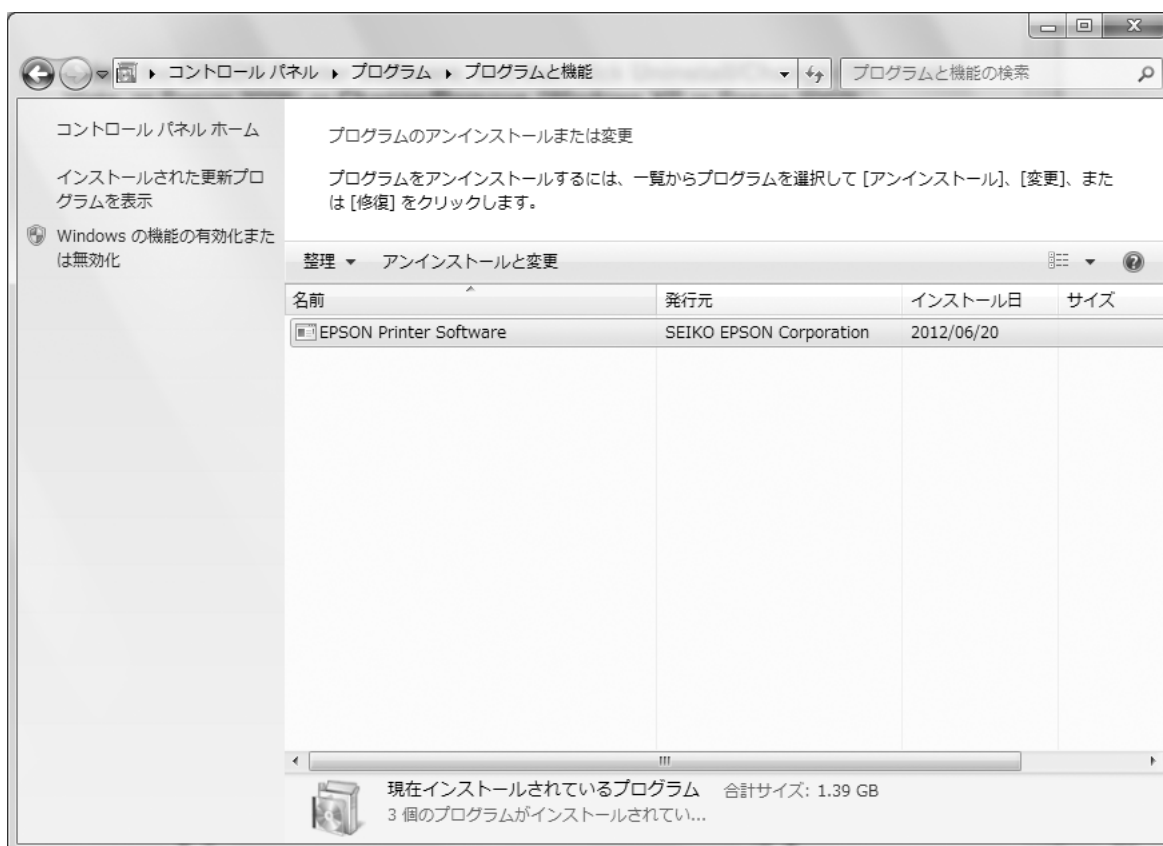 コントロール パネル ▸ プログラム ▸ プログラムと機能
プログラムと機能の検索
コントロール パネル ホーム
インストールされた更新プロ
グラムを表示
Windows の機能の有効化また
は無効化
プログラムのアンインストールまたは変更
プログラムをアンインストールするには、一覧からプログラムを選択して [アンインストール]、[変更]、また
は [修復] をクリックします。
整理 アンインストールと変更
名前 発行元 インストール日 サイズ
EPSON Printer Software SEIKO EPSON Corporation 2012/06/20
現在インストールされているプログラム 合計サイズ: 1.39 GB
3 個のプログラムがインストールされてい...